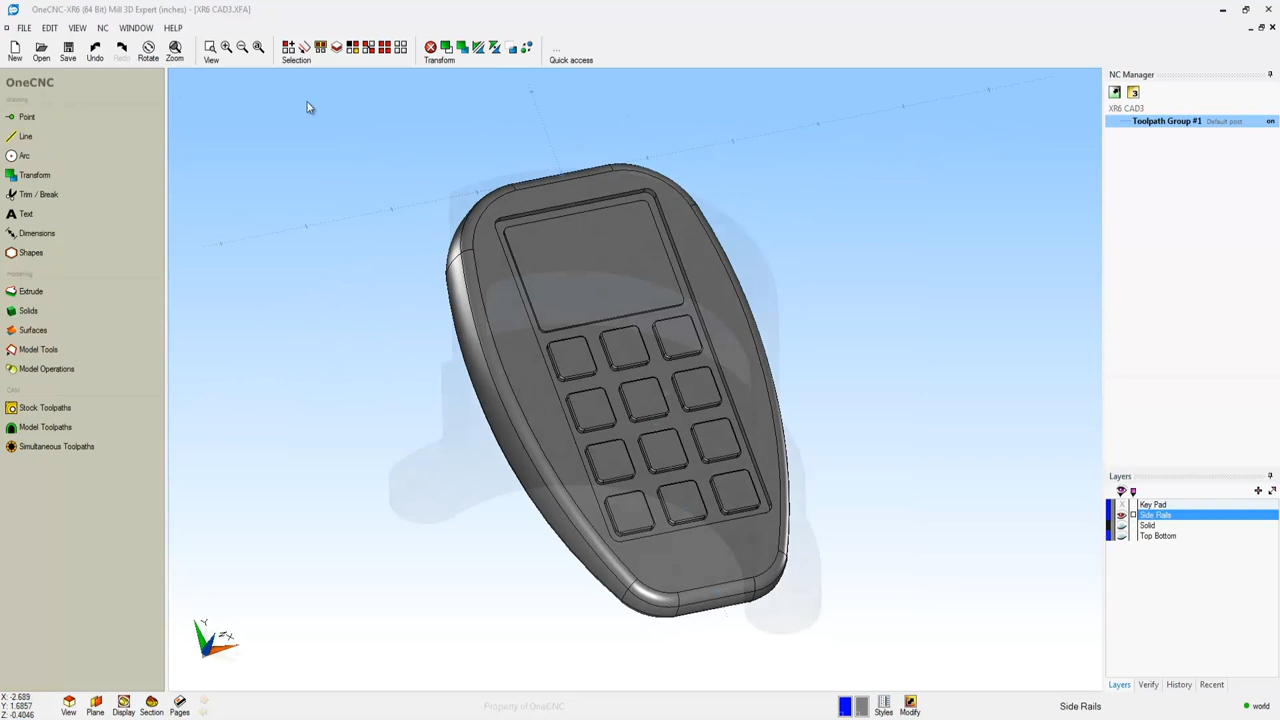 OneCNC-XR6 (64 Bit) Mill 3D Expert (inches) - [XR6 CAD3.XFA]
FILE EDIT VIEW NC WINDOW HELP
New Open Save Undo Redo Rotate Zoom View Selection Transform ... Quick access
OneCNC
drawing
Point
Line
Arc
Transform
Trim / Break
Text
Dimensions
Shapes
modeling
Extrude
Solids
Surfaces
Model Tools
Model Operations
CAM
Stock Toolpaths
Model Toolpaths
Simultaneous Toolpaths
NC Manager
XR6 CAD3
Toolpath Group #1 Default post on
Layers
Key Pad
Side Rails
Solid
Top Bottom
Layers Verify History Recent
Y
Z X
X: -2.689
Y: 1.6857
Z: -0.4046
View Plane Display Section Pages
Property of OneCNC
Styles Modify
Side Rails
world